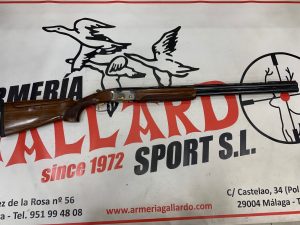 ARMERIA
GALLARDO
since 1972 SPORT S.L.
ez de la Rosa nº 56
a - Tel. 951 99 48 08
C/ Castelao, 34 (Pol
29004 Málaga - T
www.armeriagallardo.com